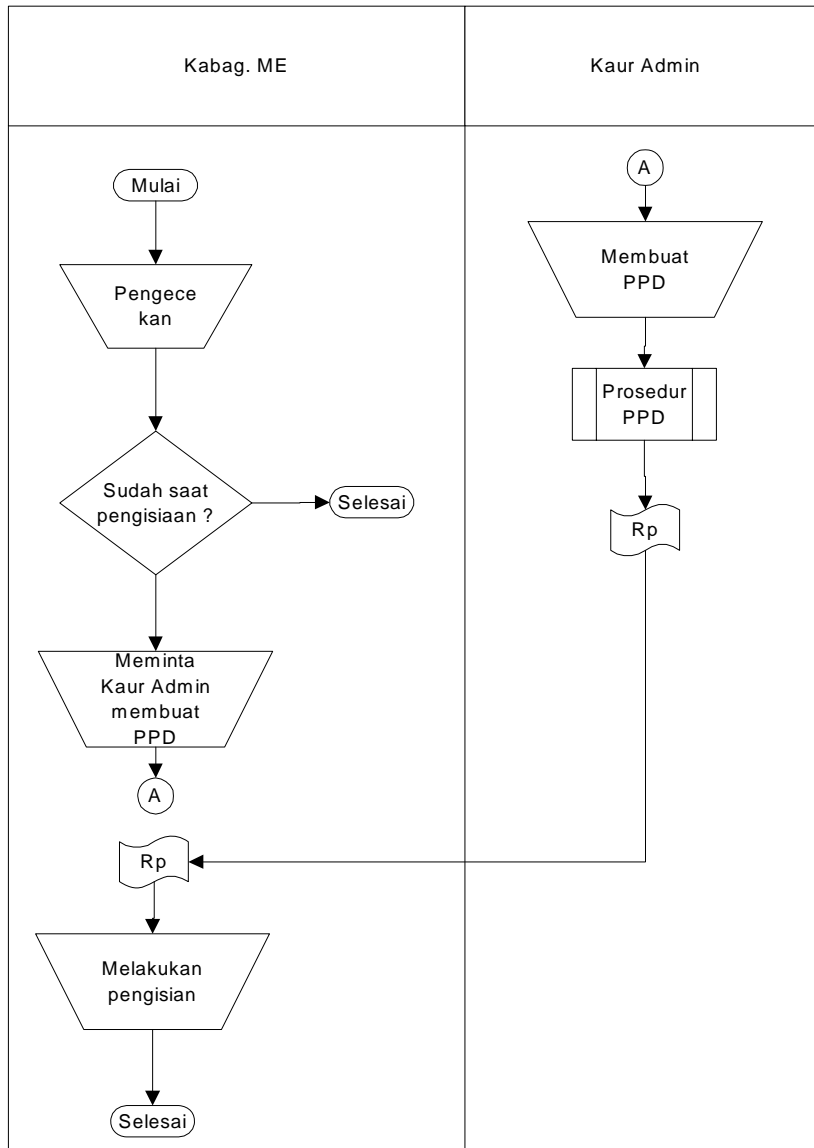 Kabag. ME
Kaur Admin
Mulai
Pengece
kan
Sudah saat
pengisiaan ?
Selesai
Meminta
Kaur Admin
membuat
PPD
A
Rp
Melakukan
pengisian
Selesai
A
Membuat
PPD
Prosedur
PPD
Rp